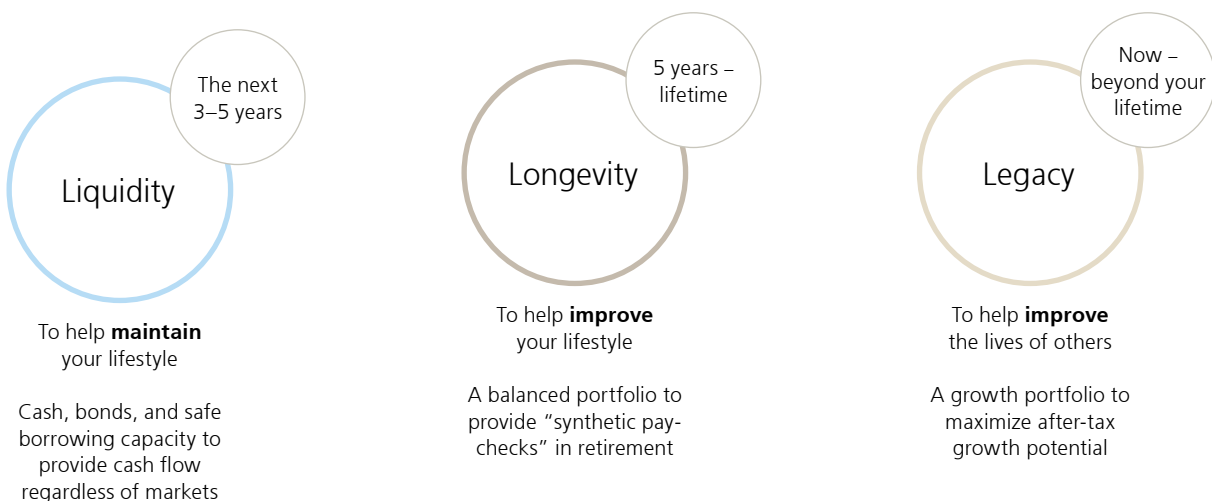 The next
3–5 years
Liquidity
To help maintain
your lifestyle
Cash, bonds, and safe
borrowing capacity to
provide cash flow
regardless of markets
5 years –
lifetime
Longevity
To help improve
your lifestyle
A balanced portfolio to
provide “synthetic pay-
checks” in retirement
Now –
beyond your
lifetime
Legacy
To help improve
the lives of others
A growth portfolio to
maximize after-tax
growth potential